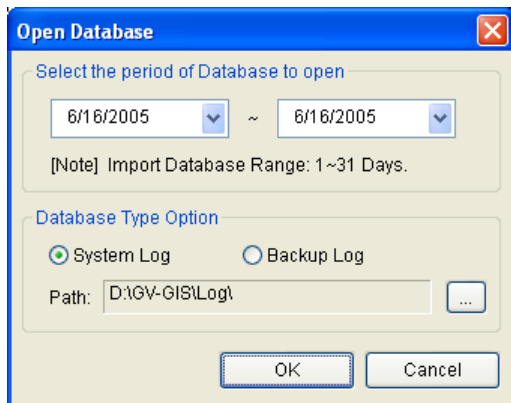 Open Database
Select the period of Database to open
6/16/2005 ~ 6/16/2005
[Note] Import Database Range: 1~31 Days.
Database Type Option
System Log Backup Log
Path: D:\GV-GIS\Log\ ...
OK Cancel